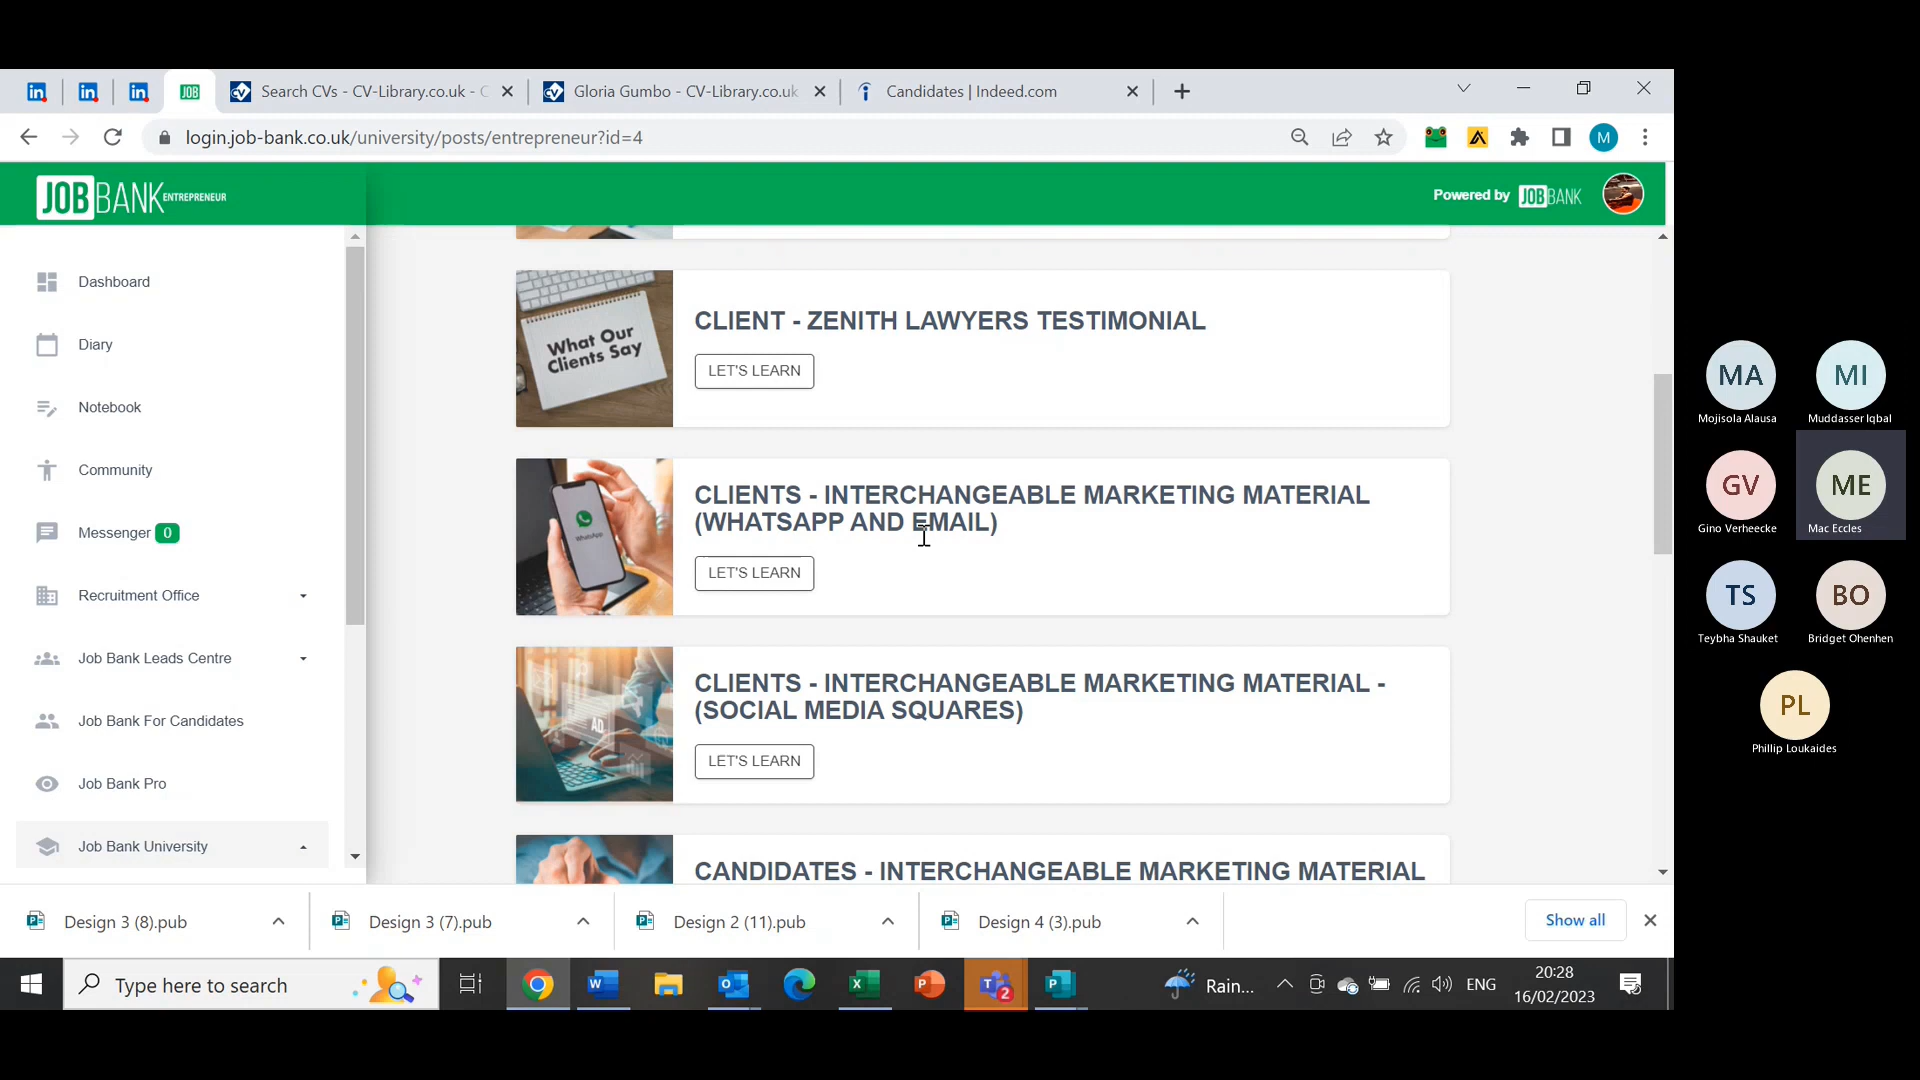 JOB
Search CVs - CV-Library.co.uk - C
Gloria Gumbo - CV-Library.co.uk
Candidates | Indeed.com
login.job-bank.co.uk/university/posts/entrepreneur?id=4
M
JOBBANK ENTREPRENEUR
Powered by JOBBANK
Dashboard
Diary
Notebook
Community
Messenger 0
Recruitment Office
Job Bank Leads Centre
Job Bank For Candidates
Job Bank Pro
Job Bank University
What Our
Clients Say
CLIENT - ZENITH LAWYERS TESTIMONIAL
LET'S LEARN
WhatsApp
CLIENTS - INTERCHANGEABLE MARKETING MATERIAL
(WHATSAPP AND EMAIL)
LET'S LEARN
AD
CLIENTS - INTERCHANGEABLE MARKETING MATERIAL -
(SOCIAL MEDIA SQUARES)
LET'S LEARN
CANDIDATES - INTERCHANGEABLE MARKETING MATERIAL
MA
Mojisola Alausa
MI
Muddasser Iqbal
GV
Gino Verheecke
ME
Mac Eccles
TS
Teybha Shauket
BO
Bridget Ohenhen
PL
Phillip Loukaides
Design 3 (8).pub
Design 3 (7).pub
Design 2 (11).pub
Design 4 (3).pub
Show all
Type here to search
2
Rain...
ENG
20:28
16/02/2023